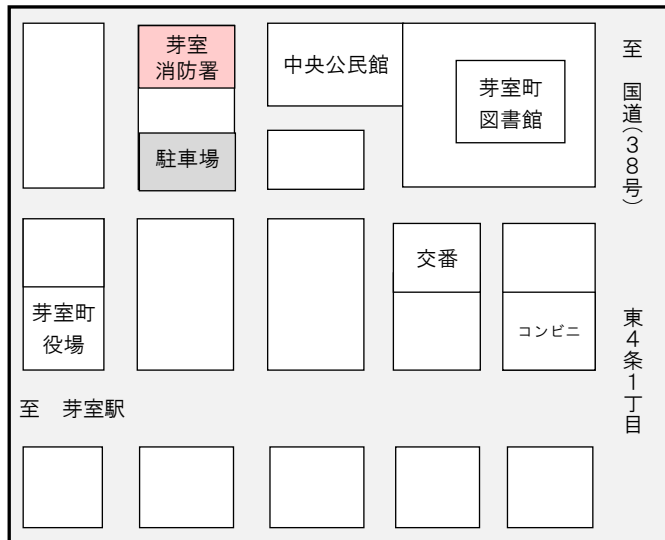 芽室
消防署
駐車場
中央公民館
芽室町
図書館
至　国道(３８号)
交番
芽室町
役場
コンビニ
東４条１丁目
至　芽室駅